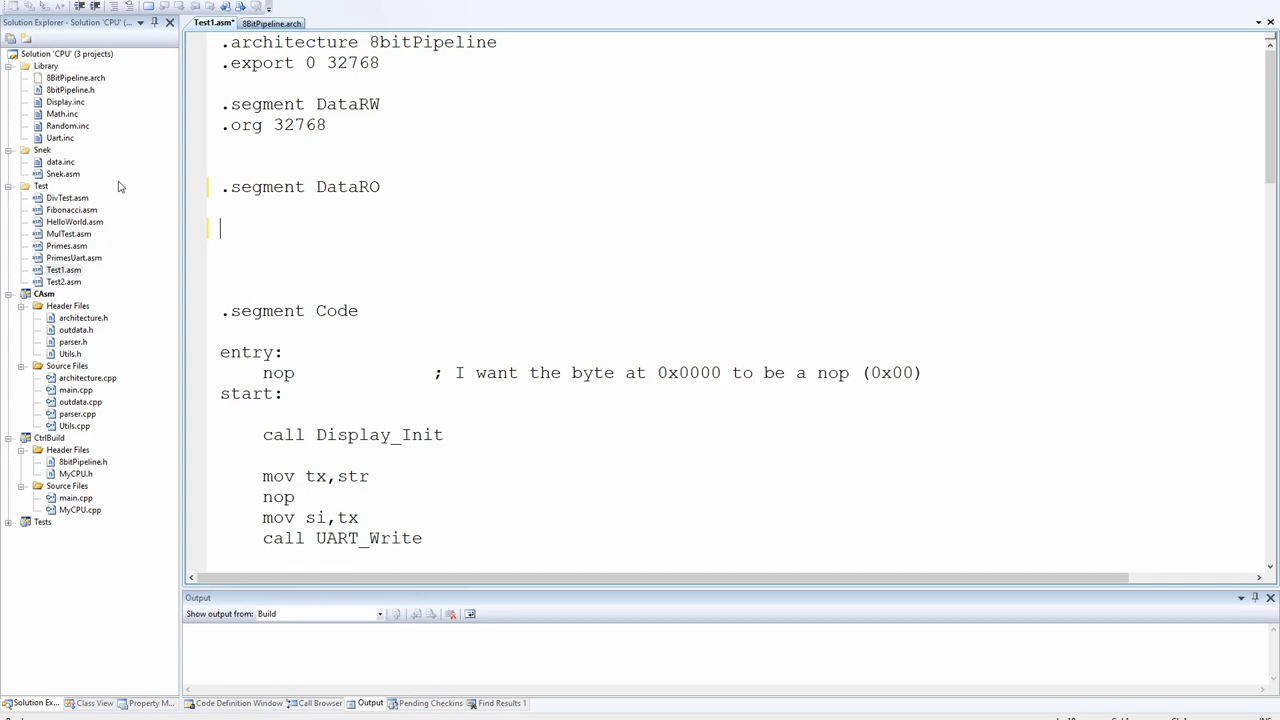 Solution Explorer - Solution 'CPU' (...
Solution 'CPU' (3 projects)
Library
8BitPipeline.arch
8bitPipeline.h
Display.inc
Math.inc
Random.inc
Uart.inc
Snek
data.inc
Snek.asm
Test
DivTest.asm
Fibonacci.asm
HelloWorld.asm
MulTest.asm
Primes.asm
PrimesUart.asm
Test1.asm
Test2.asm
CAsm
Header Files
architecture.h
outdata.h
parser.h
Utils.h
Source Files
architecture.cpp
main.cpp
outdata.cpp
parser.cpp
Utils.cpp
CtrlBuild
Header Files
8bitPipeline.h
MyCPU.h
Source Files
main.cpp
MyCPU.cpp
Tests
Solution Ex... Class View Property M...
Test1.asm* 8BitPipeline.arch
.architecture 8bitPipeline
.export 0 32768
.segment DataRW
.org 32768
.segment DataRO
.segment Code
entry:
nop ; I want the byte at 0x0000 to be a nop (0x00)
start:
call Display_Init
mov tx,str
nop
mov si,tx
call UART_Write
Output
Show output from: Build
Code Definition Window Call Browser Output Pending Checkins Find Results 1